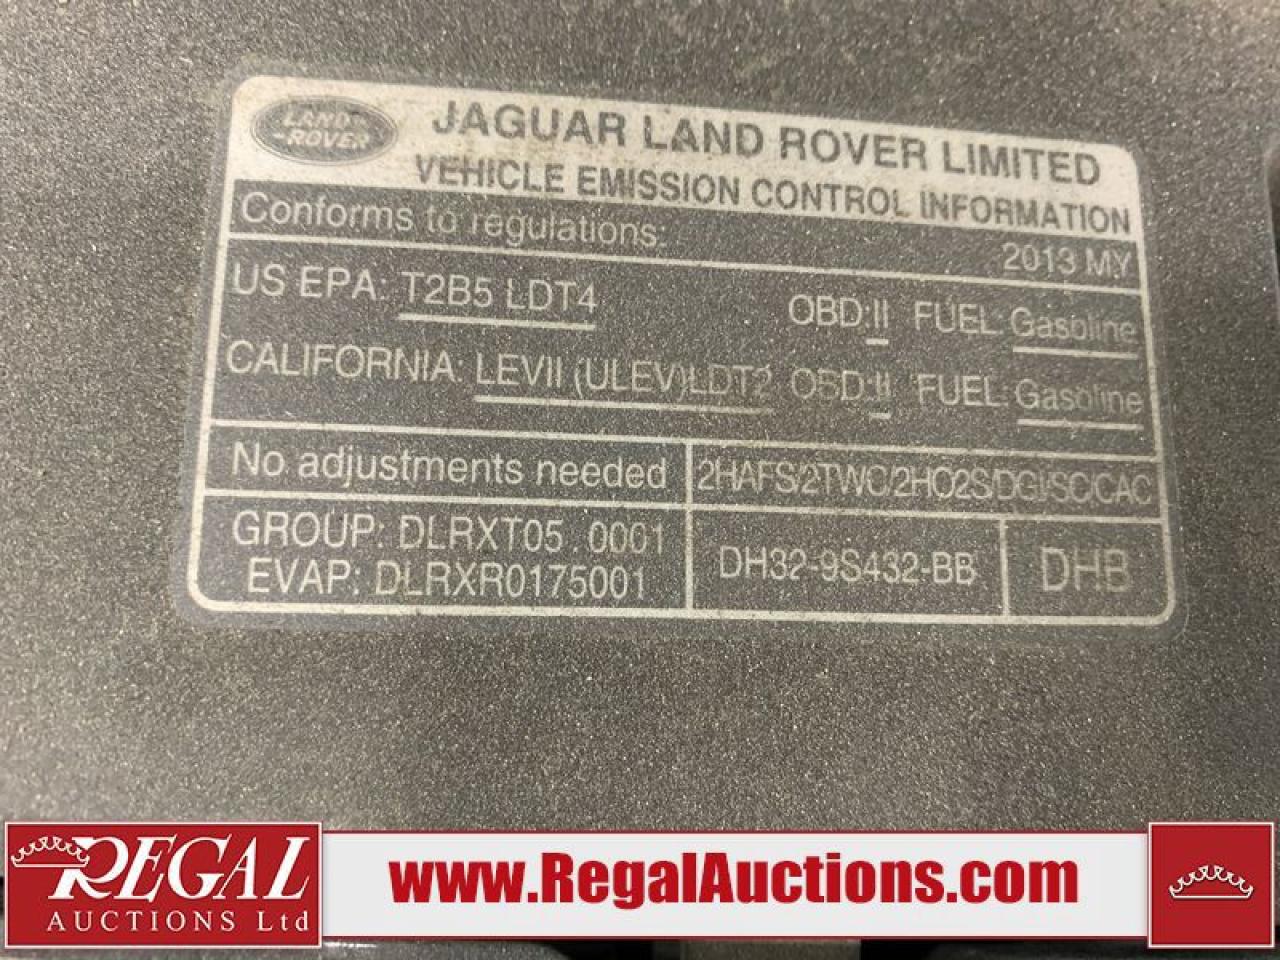 LAND ROVER
JAGUAR LAND ROVER LIMITED
VEHICLE EMISSION CONTROL INFORMATION
Conforms to regulations:
2013 MY
US EPA: T2B5 LDT4 OBD:II FUEL: Gasoline
CALIFORNIA: LEVII (ULEV)LDT2 OBD:II FUEL: Gasoline
No adjustments needed
2HAFS/2TWC/2HO2S/DGI/SC/CAC
GROUP: DLRXT05.0001
EVAP: DLRXR0175001
DH32-9S432-BB
DHB
REGAL
AUCTIONS Ltd
www.RegalAuctions.com